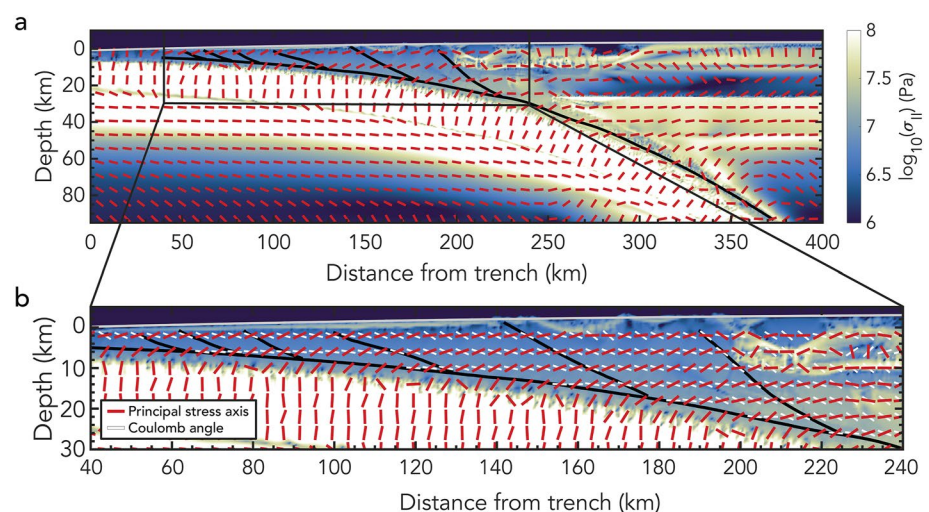 a
0
20
40
60
80
Depth (km)
0 50 100 150 200 250 300 350 400
Distance from trench (km)
8
7.5
7
6.5
6
log10(σII) (Pa)
b
0
10
20
30
Depth (km)
Principal stress axis
Coulomb angle
40 60 80 100 120 140 160 180 200 220 240
Distance from trench (km)